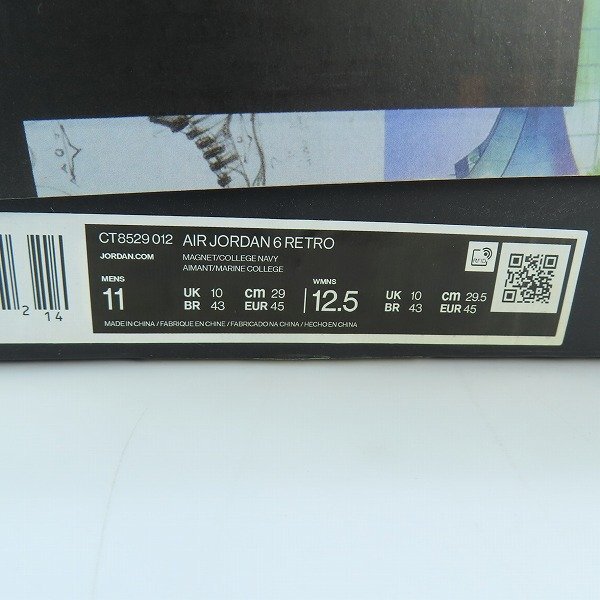 CT8529 012 AIR JORDAN 6 RETRO
JORDAN.COM
MAGNET/COLLEGE NAVY
AIMANT/MARINE COLLEGE
MENS
11
UK 10 cm 29
BR 43 EUR 45
WMNS
12.5
UK 10 cm 29.5
BR 43 EUR 45
MADE IN CHINA / FABRIQUE EN CHINE / FABRICADO NA CHINA / HECHO EN CHINA
RFID
2 14